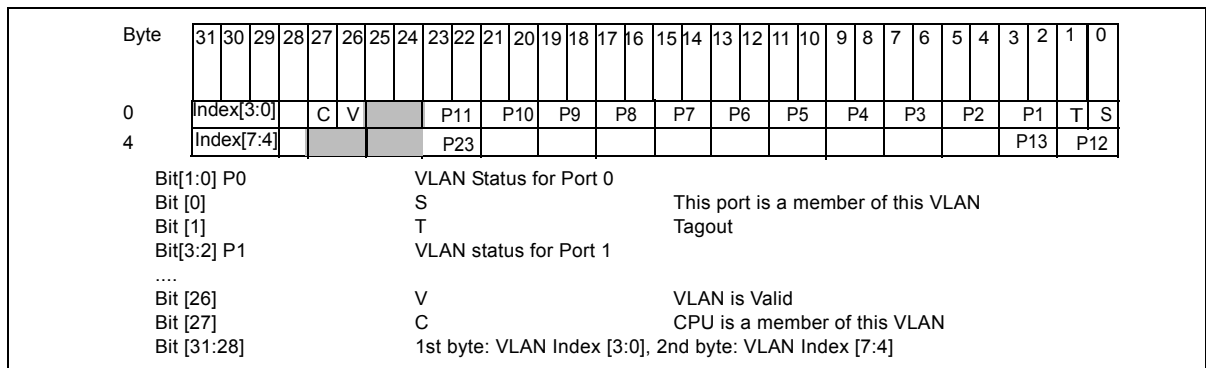 Byte 31 30 29 28 27 26 25 24 23 22 21 20 19 18 17 16 15 14 13 12 11 10 9 8 7 6 5 4 3 2 1 0
0 Index[3:0] C V P11 P10 P9 P8 P7 P6 P5 P4 P3 P2 P1 T S
4 Index[7:4] P23 P13 P12
Bit[1:0] P0 VLAN Status for Port 0
Bit [0] S This port is a member of this VLAN
Bit [1] T Tagout
Bit[3:2] P1 VLAN status for Port 1
....
Bit [26] V VLAN is Valid
Bit [27] C CPU is a member of this VLAN
Bit [31:28] 1st byte: VLAN Index [3:0], 2nd byte: VLAN Index [7:4]